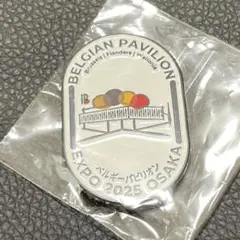 BELGIAN PAVILION
Brussels | Flanders | Wallonia
B
ベルギーパビリオン
EXPO 2025 OSAKA